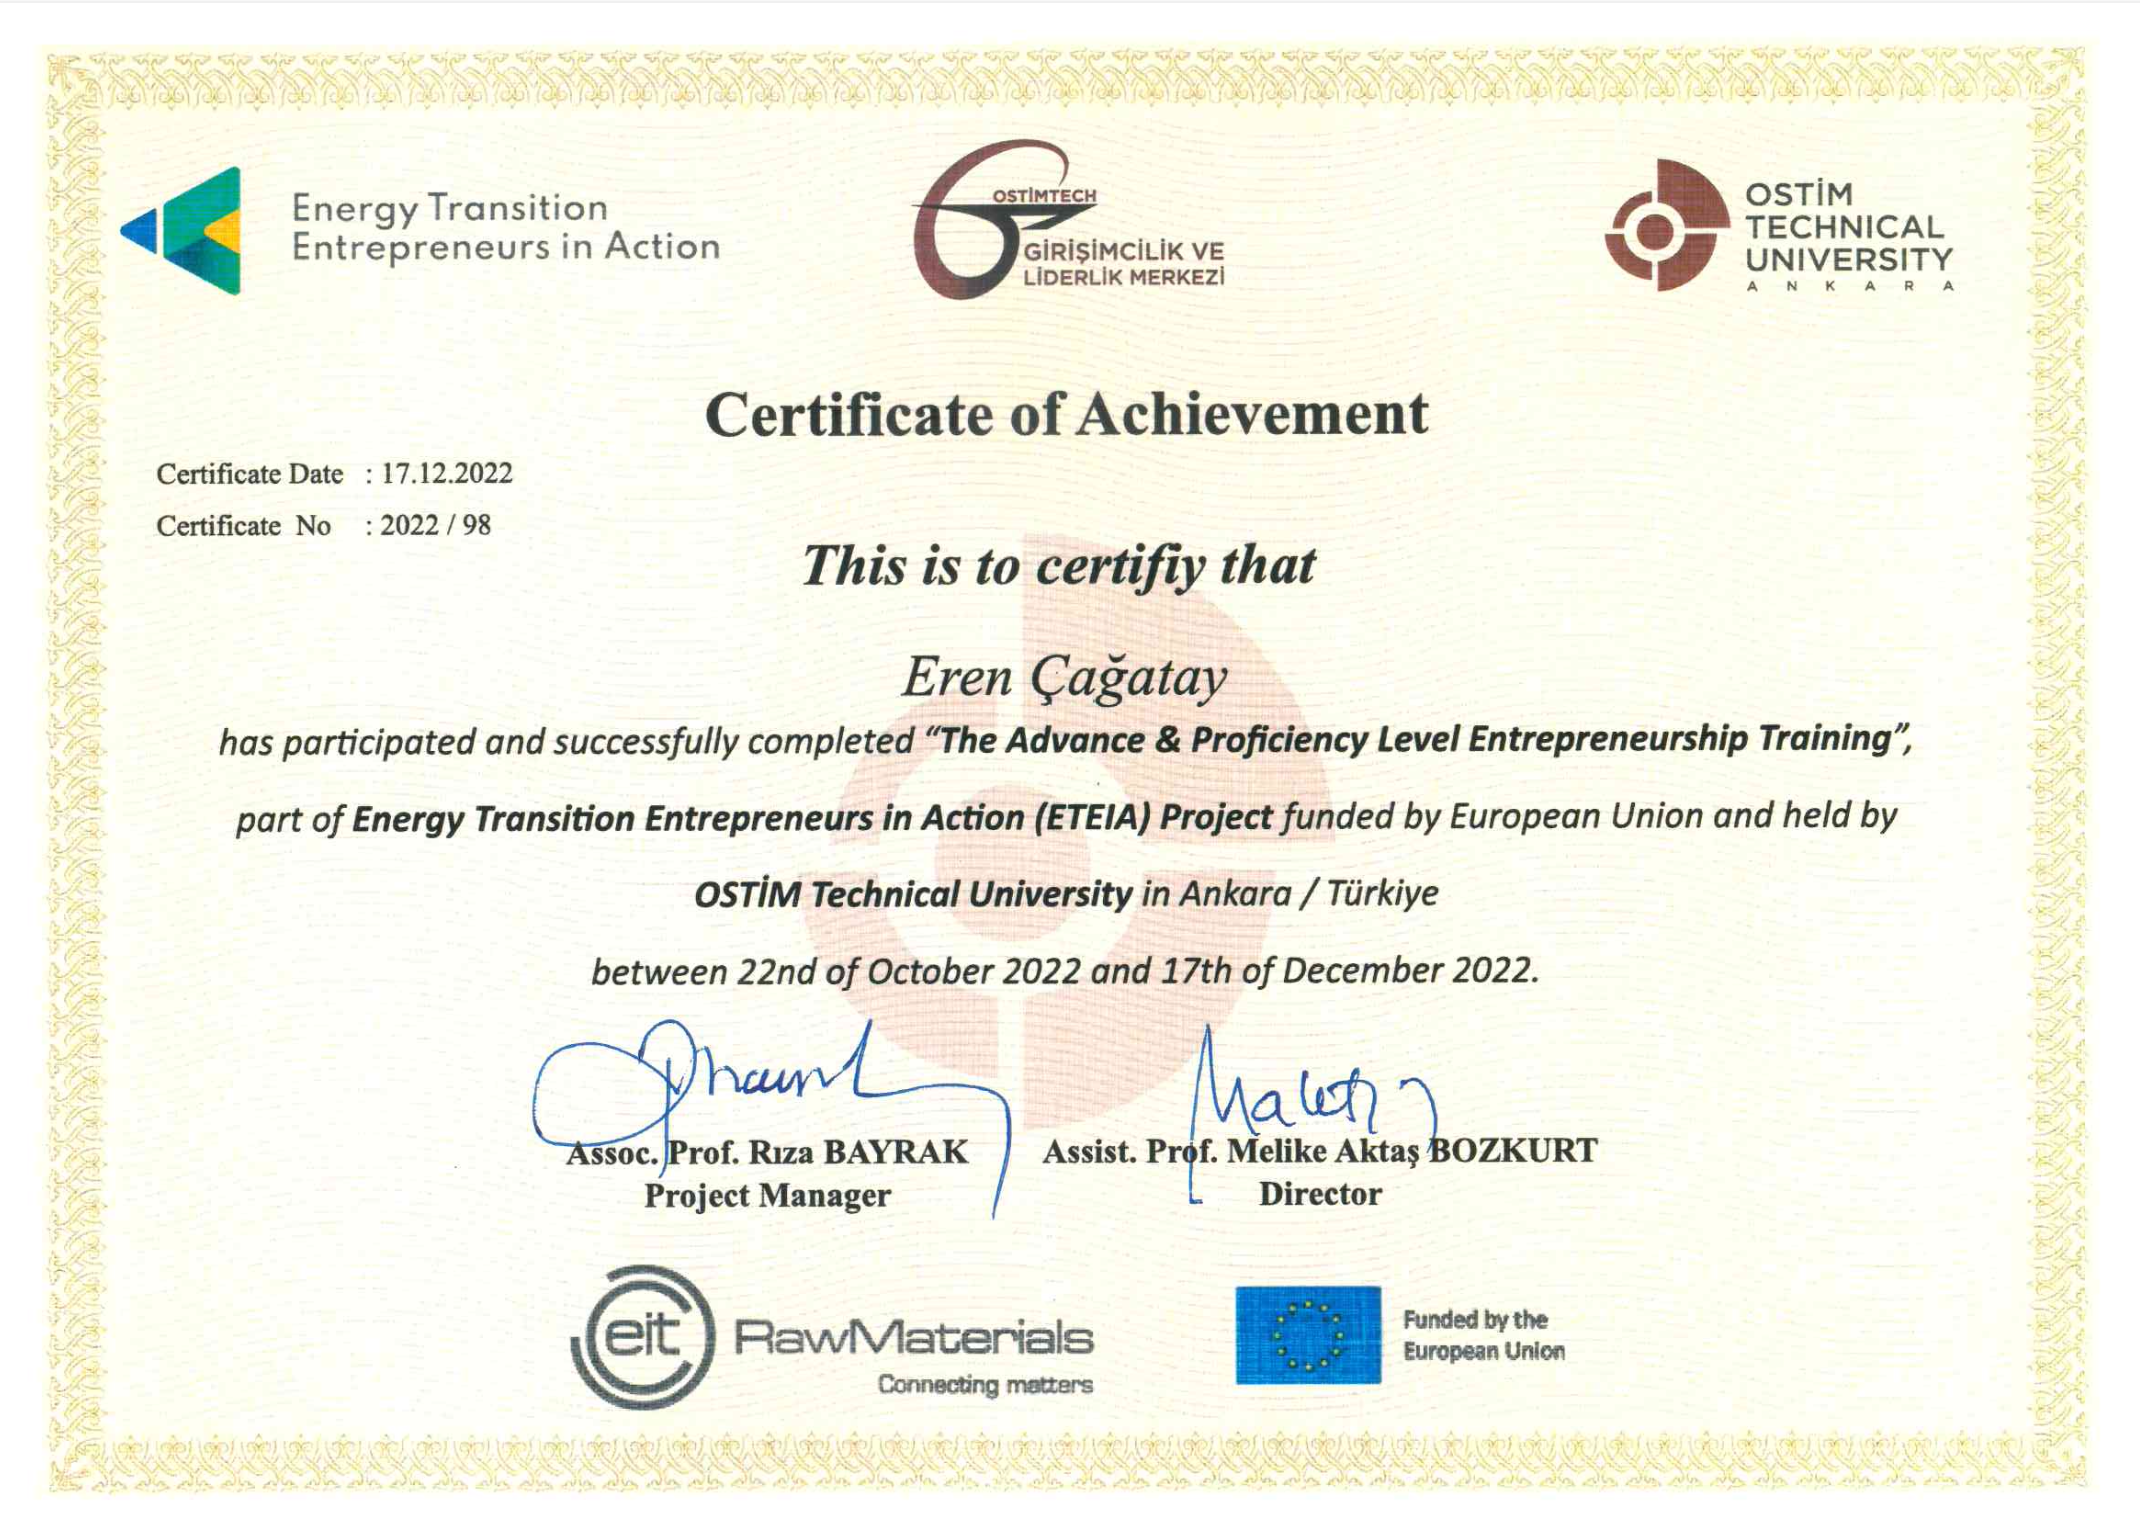 Energy Transition
Entrepreneurs in Action
OSTİMTECH
GİRİŞİMCİLİK VE
LİDERLİK MERKEZİ
OSTİM
TECHNICAL
UNIVERSITY
ANKARA
Certificate of Achievement
Certificate Date : 17.12.2022
Certificate No : 2022 / 98
This is to certifiy that
Eren Çağatay
has participated and successfully completed “The Advance & Proficiency Level Entrepreneurship Training”,
part of Energy Transition Entrepreneurs in Action (ETEIA) Project funded by European Union and held by
OSTİM Technical University in Ankara / Türkiye
between 22nd of October 2022 and 17th of December 2022.
Assoc. Prof. Rıza BAYRAK
Project Manager
Assist. Prof. Melike Aktaş BOZKURT
Director
eit RawMaterials
Connecting matters
Funded by the
European Union